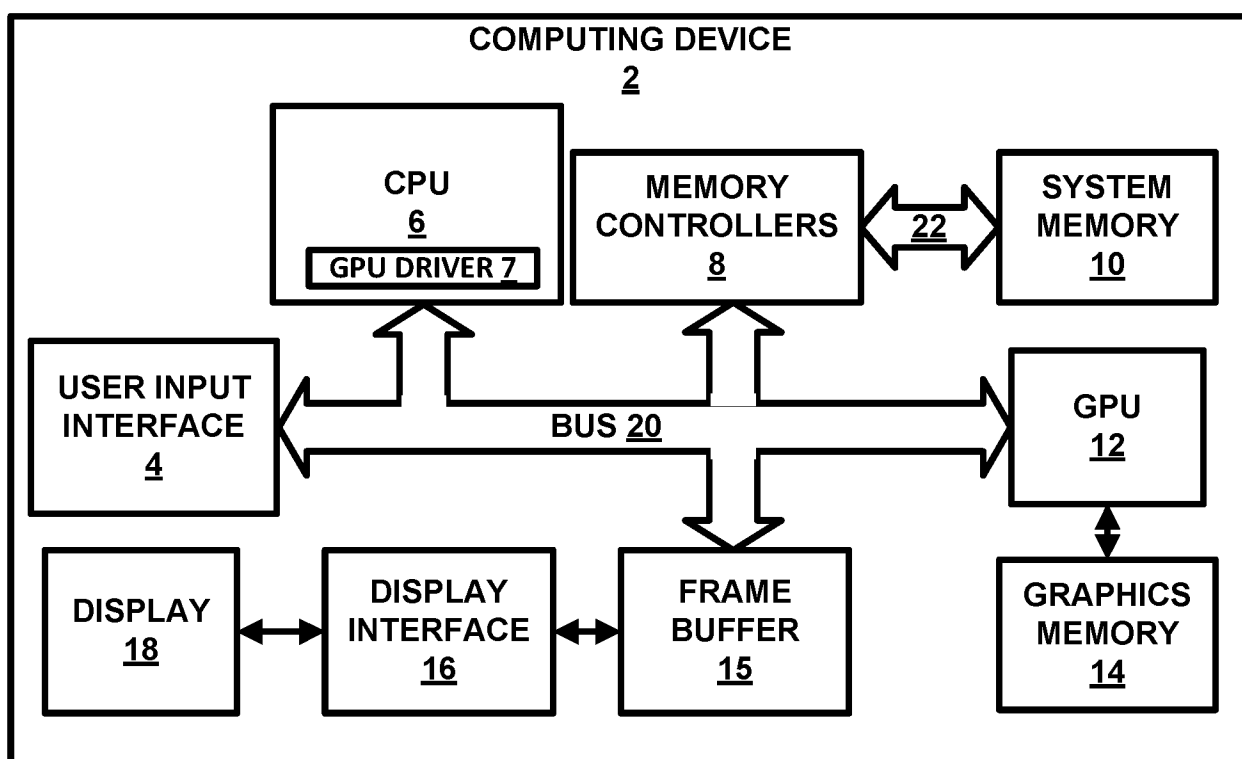 COMPUTING DEVICE
2
CPU
6
GPU DRIVER 7
MEMORY
CONTROLLERS
8
22
SYSTEM
MEMORY
10
USER INPUT
INTERFACE
4
BUS 20
GPU
12
DISPLAY
18
DISPLAY
INTERFACE
16
FRAME
BUFFER
15
GRAPHICS
MEMORY
14